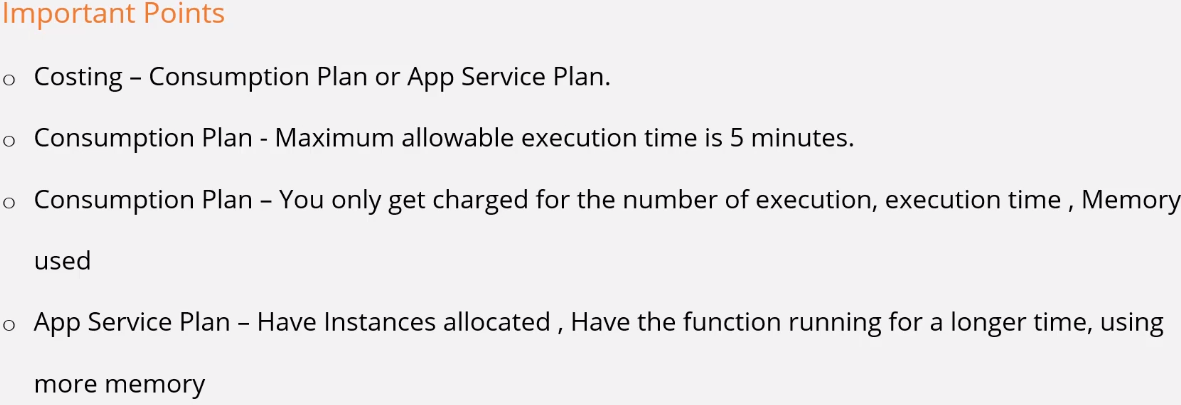 Important Points
o Costing – Consumption Plan or App Service Plan.
o Consumption Plan - Maximum allowable execution time is 5 minutes.
o Consumption Plan – You only get charged for the number of execution, execution time , Memory
used
o App Service Plan – Have Instances allocated , Have the function running for a longer time, using
more memory